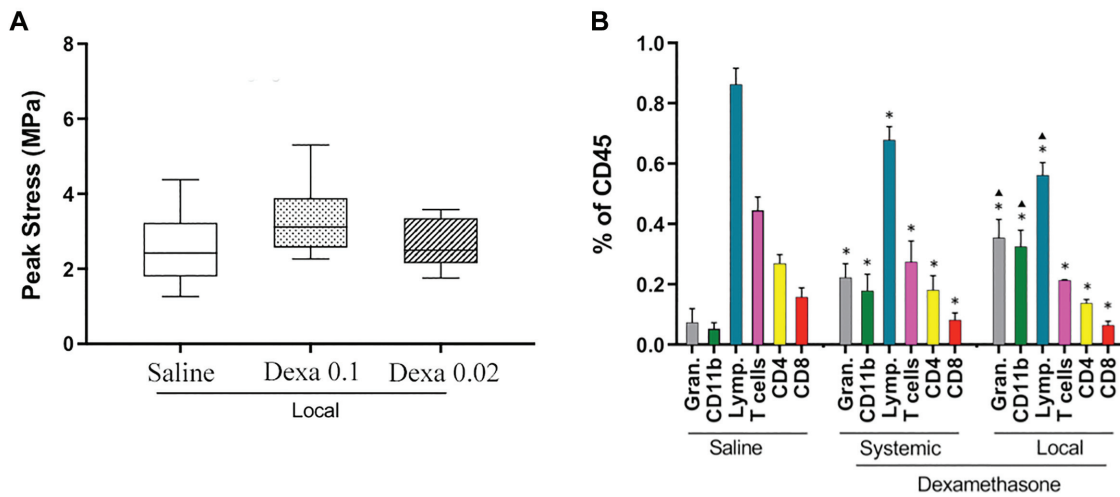 A
Peak Stress (MPa)
8
6
4
2
0
Saline Dexa 0.1 Dexa 0.02
Local
B
% of CD45
1.0
0.8
0.6
0.4
0.2
0.0
* * * * * *
▲ ▲ ▲
* * * * * *
Gran. CD11b Lymp. T cells CD4 CD8 Gran. CD11b Lymp. T cells CD4 CD8 Gran. CD11b Lymp. T cells CD4 CD8
Saline Systemic Local
Dexamethasone